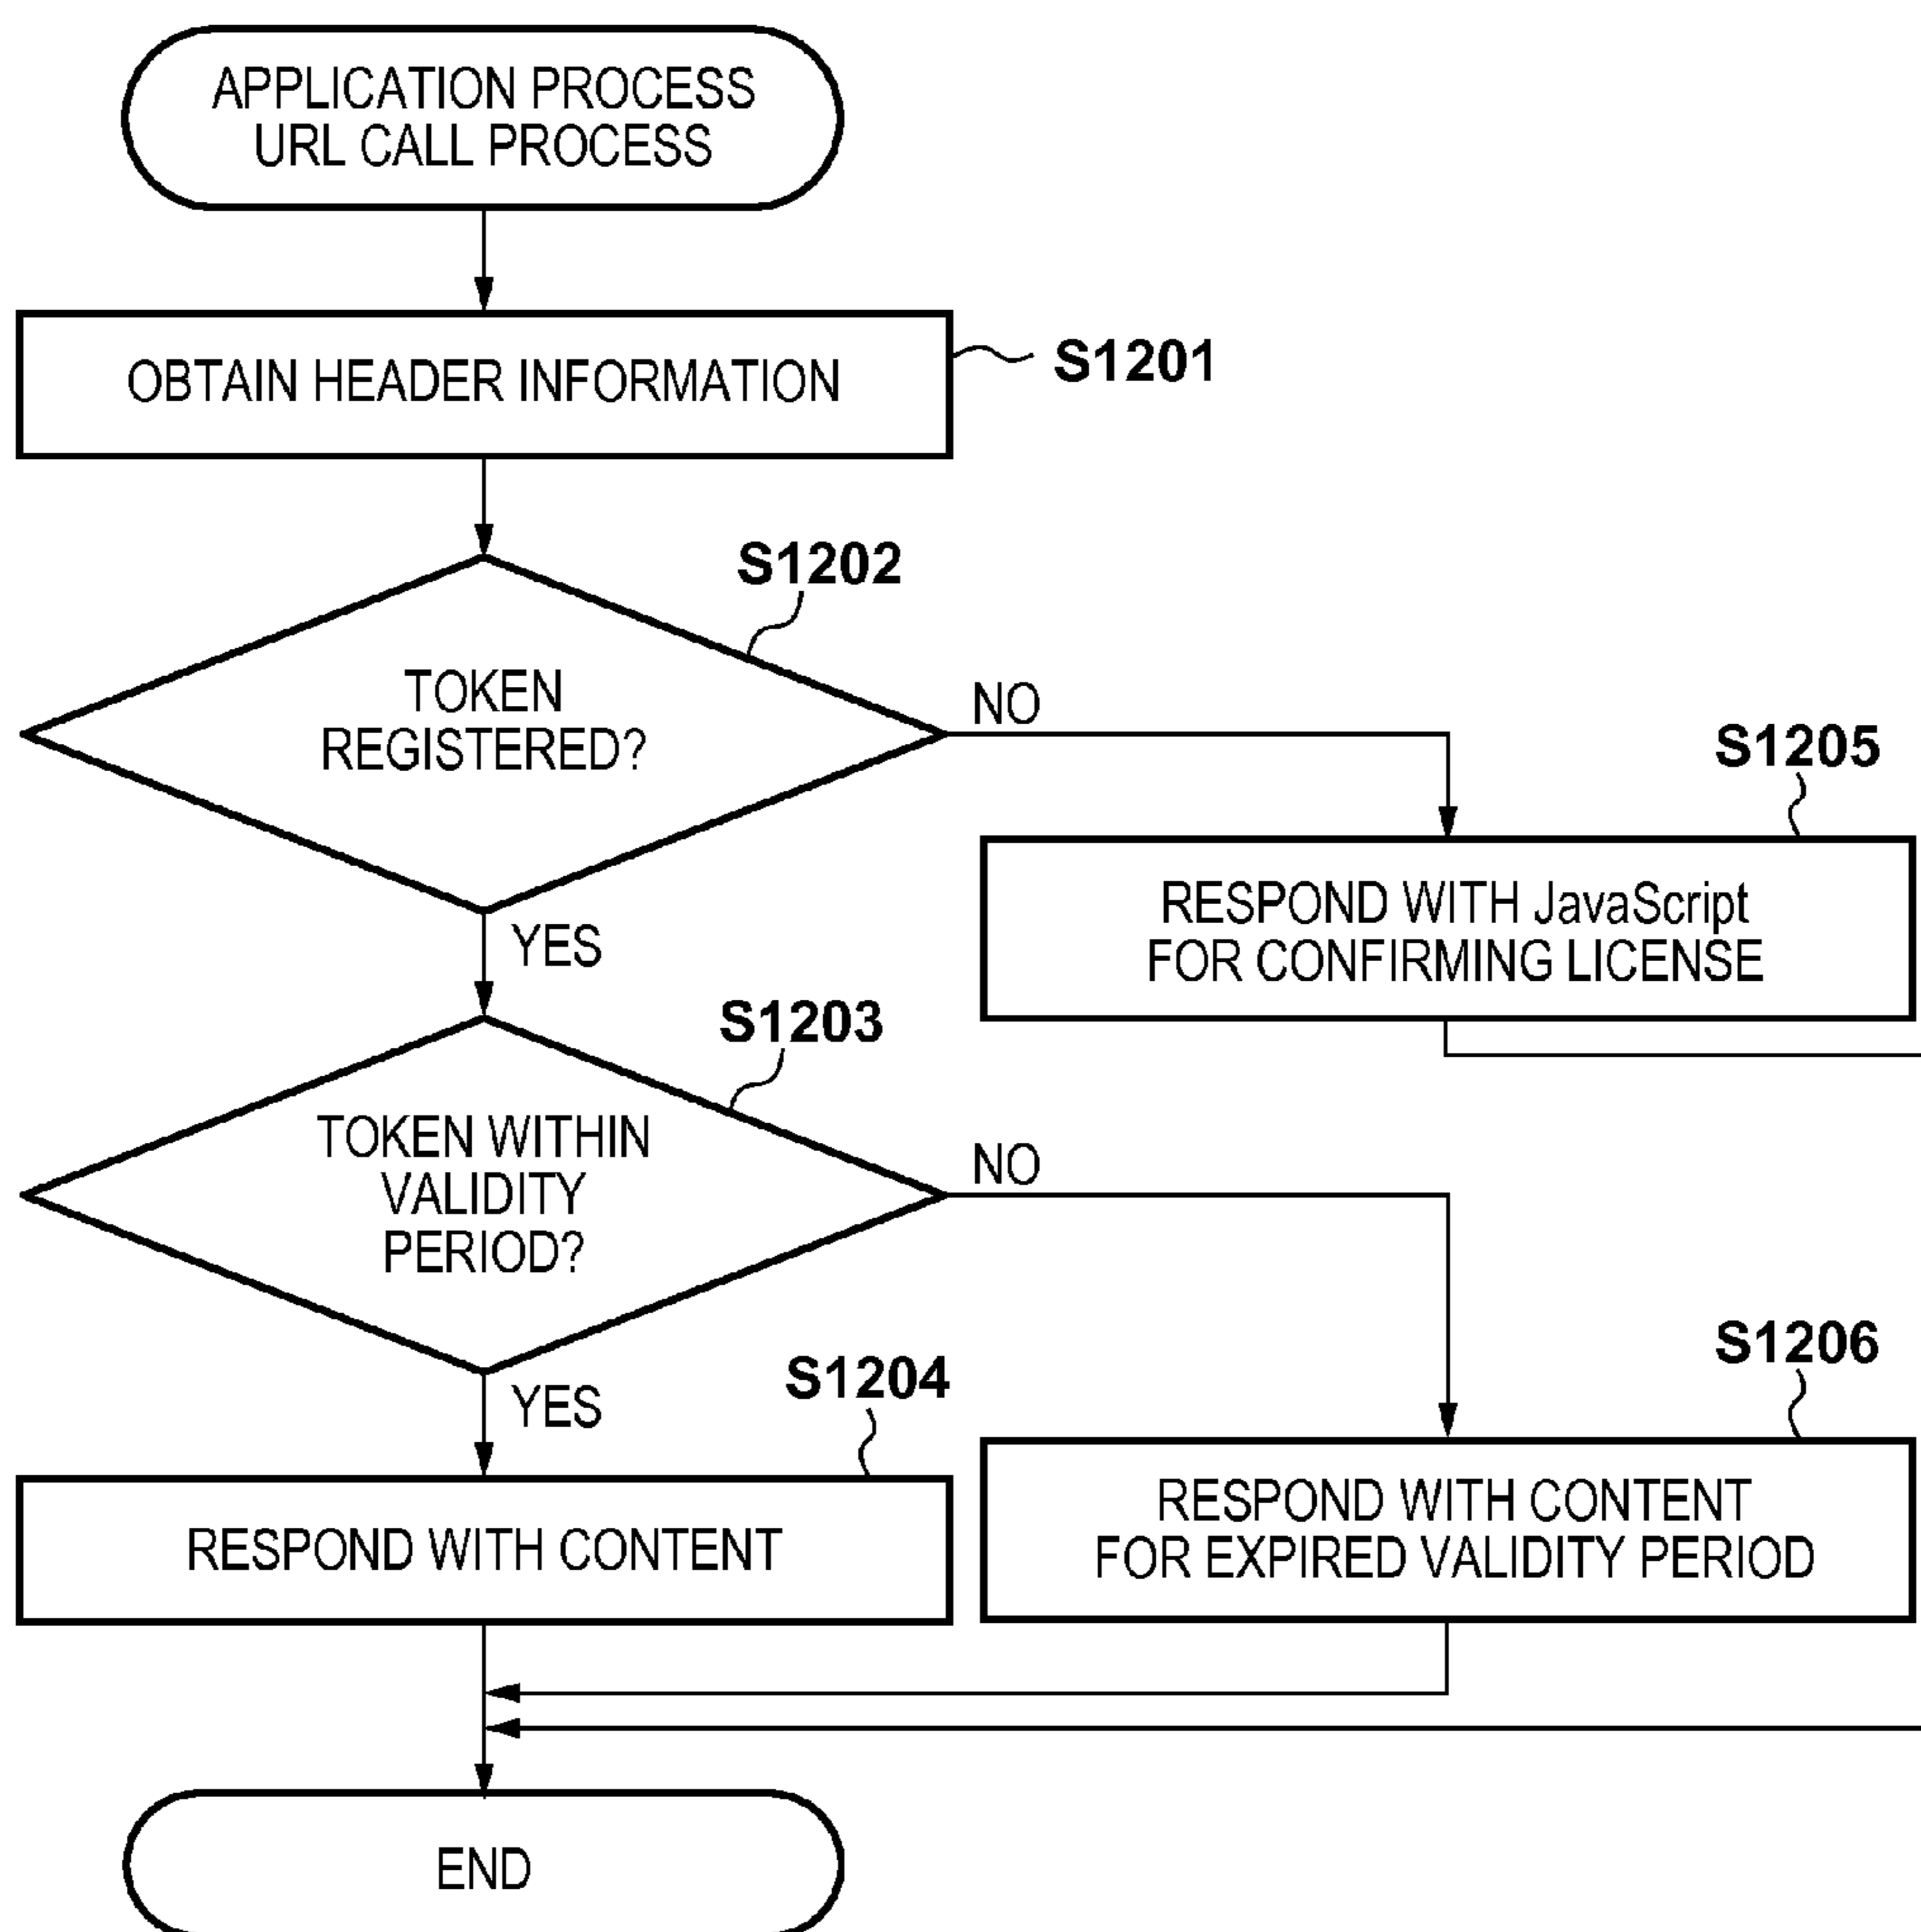 APPLICATION PROCESS
URL CALL PROCESS
OBTAIN HEADER INFORMATION
S1201
S1202
TOKEN
REGISTERED?
NO
YES
S1205
RESPOND WITH JavaScript
FOR CONFIRMING LICENSE
S1203
TOKEN WITHIN
VALIDITY
PERIOD?
NO
YES
S1204
RESPOND WITH CONTENT
S1206
RESPOND WITH CONTENT
FOR EXPIRED VALIDITY PERIOD
END